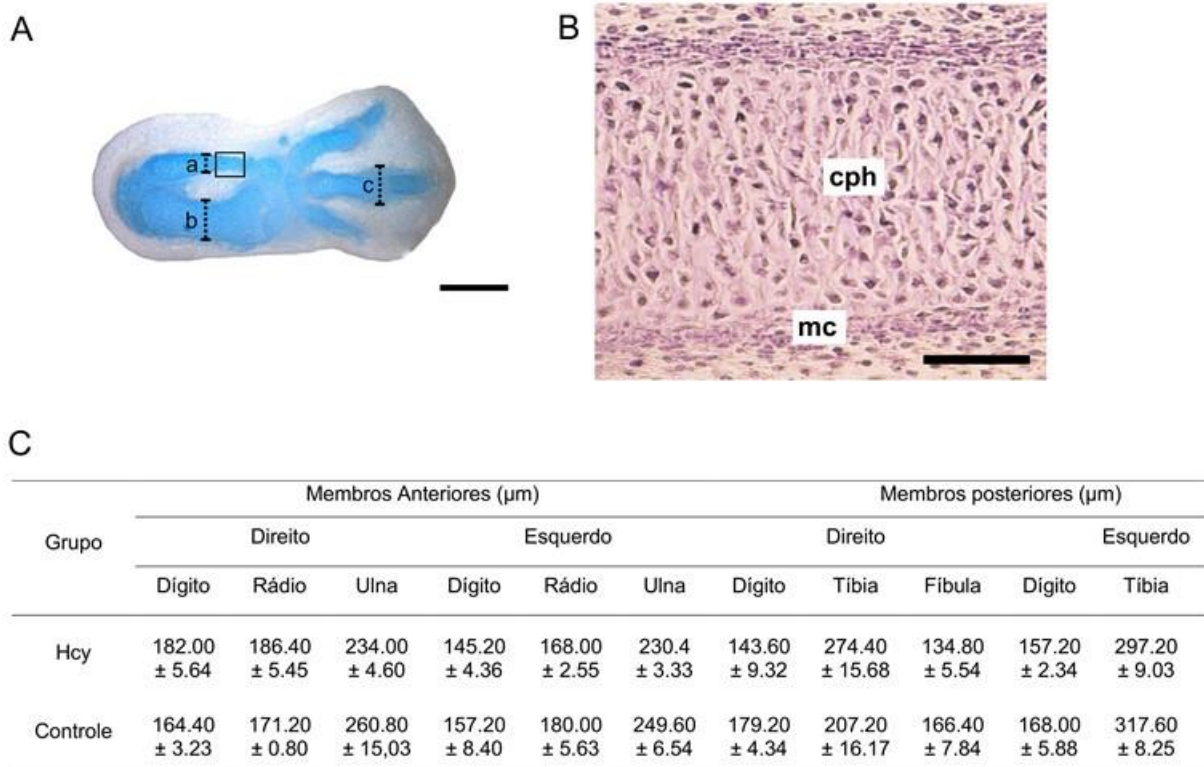 A
B
a
b
c
cph
mc
C
Membros Anteriores (µm) Membros posteriores (µm)
Grupo Direito Esquerdo Direito Esquerdo
Dígito Rádio Ulna Dígito Rádio Ulna Dígito Tíbia Fíbula Dígito Tíbia
Hcy 182.00 186.40 234.00 145.20 168.00 230.4 143.60 274.40 134.80 157.20 297.20
± 5.64 ± 5.45 ± 4.60 ± 4.36 ± 2.55 ± 3.33 ± 9.32 ± 15.68 ± 5.54 ± 2.34 ± 9.03
Controle 164.40 171.20 260.80 157.20 180.00 249.60 179.20 207.20 166.40 168.00 317.60
± 3.23 ± 0.80 ± 15,03 ± 8.40 ± 5.63 ± 6.54 ± 4.34 ± 16.17 ± 7.84 ± 5.88 ± 8.25